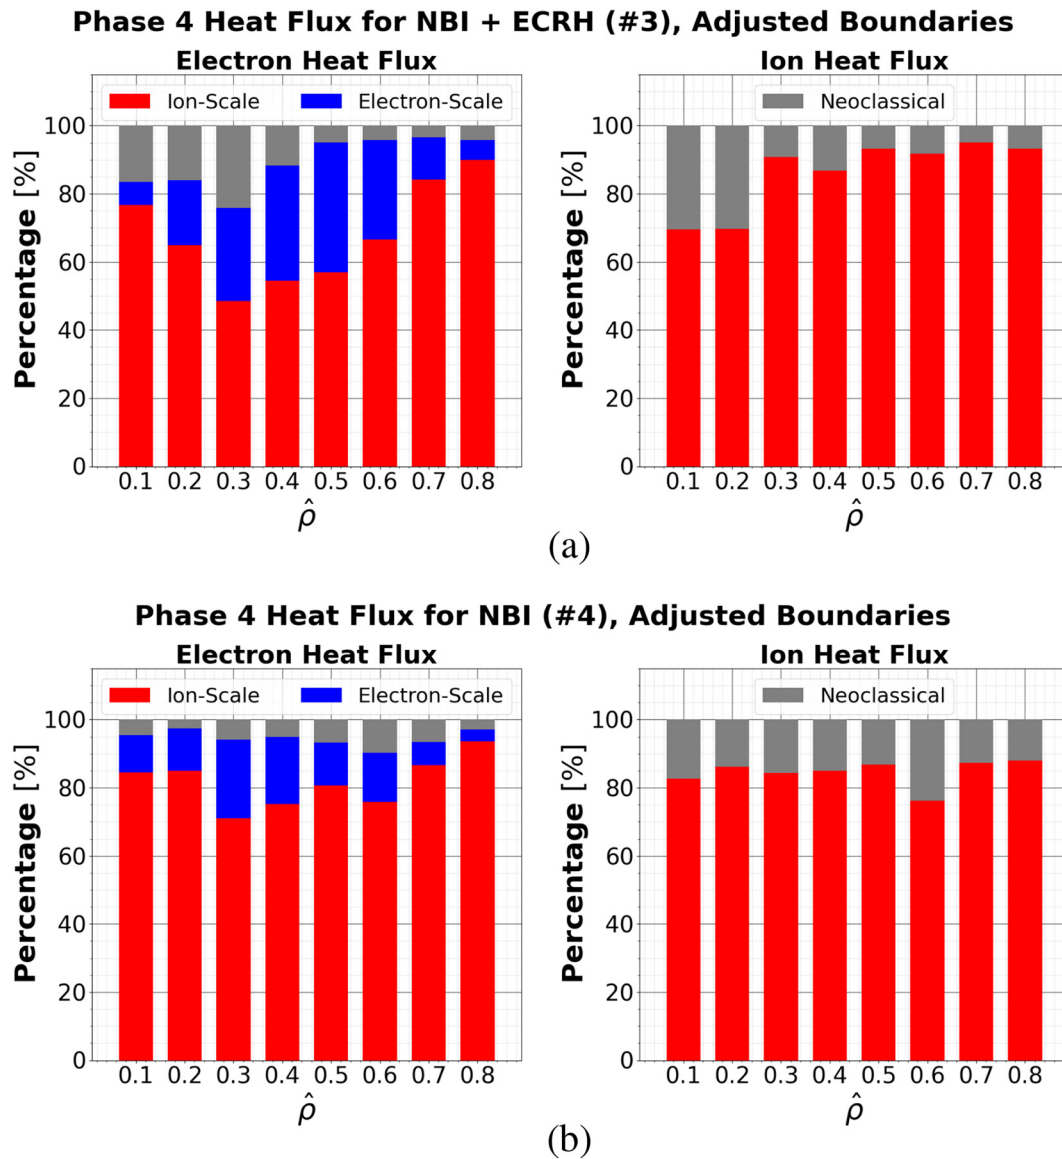 Phase 4 Heat Flux for NBI + ECRH (#3), Adjusted Boundaries
Electron Heat Flux
Ion-Scale Electron-Scale
100
80
60
40
20
0
Percentage [%]
0.1 0.2 0.3 0.4 0.5 0.6 0.7 0.8
ρ̂
Ion Heat Flux
Neoclassical
100
80
60
40
20
0
Percentage [%]
0.1 0.2 0.3 0.4 0.5 0.6 0.7 0.8
ρ̂
(a)
Phase 4 Heat Flux for NBI (#4), Adjusted Boundaries
Electron Heat Flux
Ion-Scale Electron-Scale
100
80
60
40
20
0
Percentage [%]
0.1 0.2 0.3 0.4 0.5 0.6 0.7 0.8
ρ̂
Ion Heat Flux
Neoclassical
100
80
60
40
20
0
Percentage [%]
0.1 0.2 0.3 0.4 0.5 0.6 0.7 0.8
ρ̂
(b)